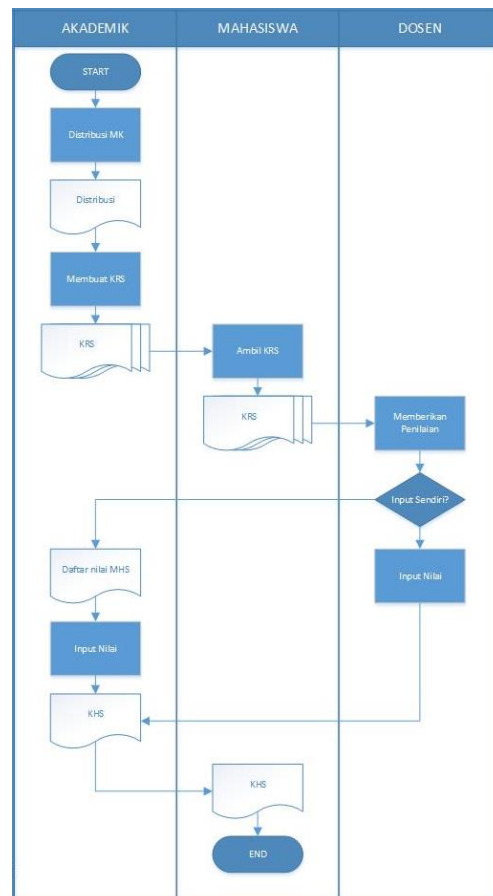 AKADEMIK
MAHASISWA
DOSEN
START
Distribusi MK
Distribusi
Membuat KRS
KRS
Ambil KRS
KRS
Memberikan
Penilaian
Input Sendiri?
Daftar nilai MHS
Input Nilai
Input Nilai
KHS
KHS
END